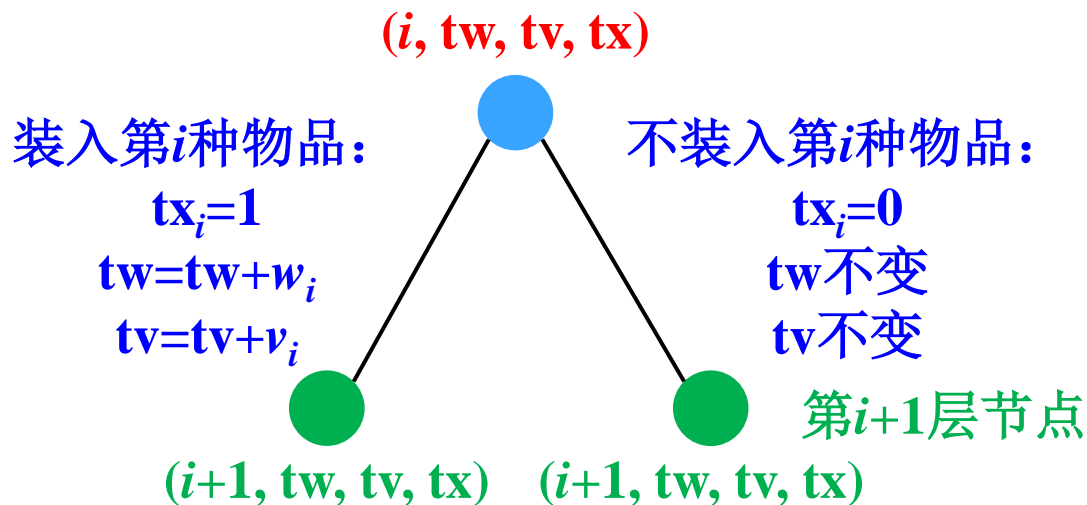 (i, tw, tv, tx)
装入第i种物品：
txi=1
tw=tw+wi
tv=tv+vi
不装入第i种物品：
txi=0
tw不变
tv不变
第i+1层节点
(i+1, tw, tv, tx)
(i+1, tw, tv, tx)